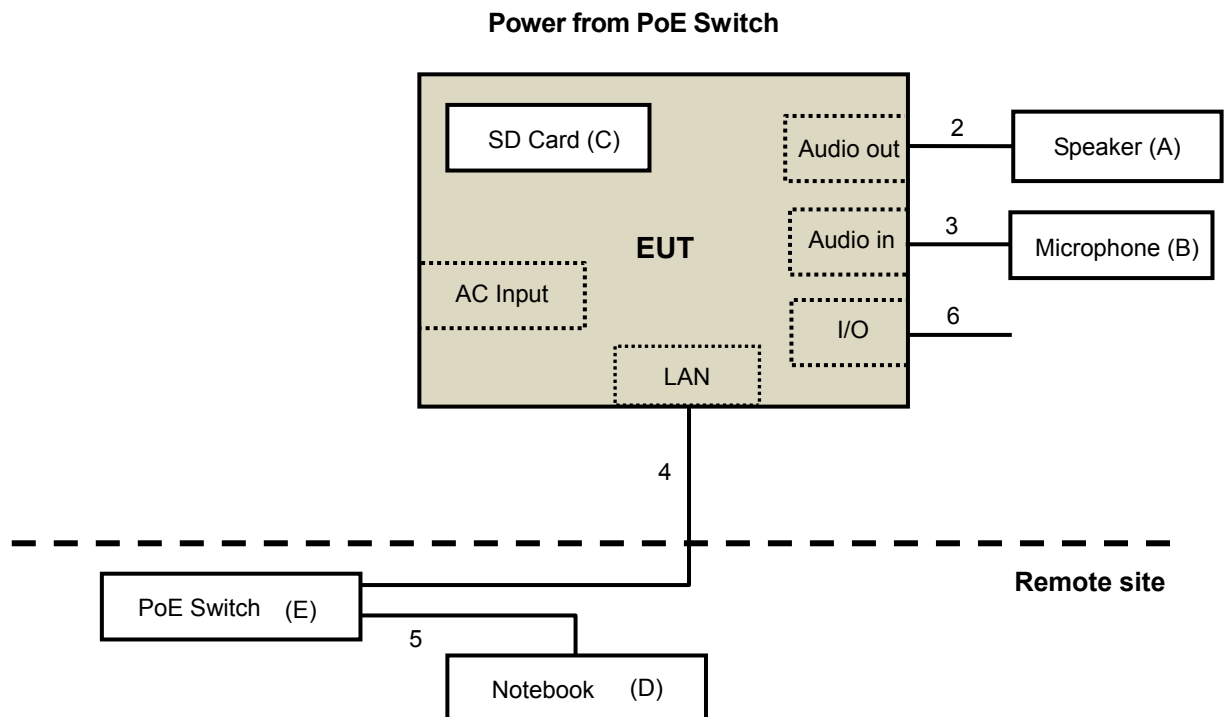 Power from PoE Switch
SD Card (C)
Audio out
2
Speaker (A)
EUT
Audio in
3
Microphone (B)
AC Input
I/O
6
LAN
4
Remote site
PoE Switch (E)
5
Notebook (D)